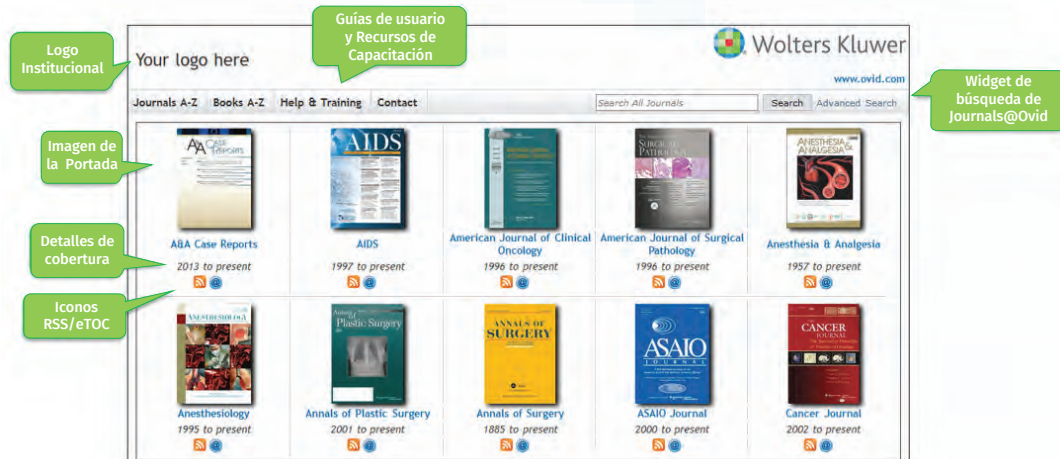 Guías de usuario
y Recursos de
Capacitación
Logo
Institucional
Your logo here
Wolters Kluwer
www.ovid.com
Widget de
búsqueda de
Journals@Ovid
Journals A-Z Books A-Z Help & Training Contact Search All Journals Search Advanced Search
Imagen de
la Portada
A&A CASE
REPORTS
AIDS
SURGICAL
PATHOLOGY
ANESTHESIA &
ANALGESIA
Detalles de
cobertura
A&A Case Reports
AIDS
American Journal of Clinical
Oncology
American Journal of Surgical
Pathology
Anesthesia & Analgesia
2013 to present 1997 to present 1996 to present 1996 to present 1957 to present
Iconos
RSS/eTOC
ANESTHESIOLOGY
Annals of
Plastic Surgery
ANNALS OF
SURGERY
ASAIO
JOURNAL
THE
CANCER
JOURNAL
Anesthesiology Annals of Plastic Surgery Annals of Surgery ASAIO Journal Cancer Journal
1995 to present 2001 to present 1885 to present 2000 to present 2002 to present